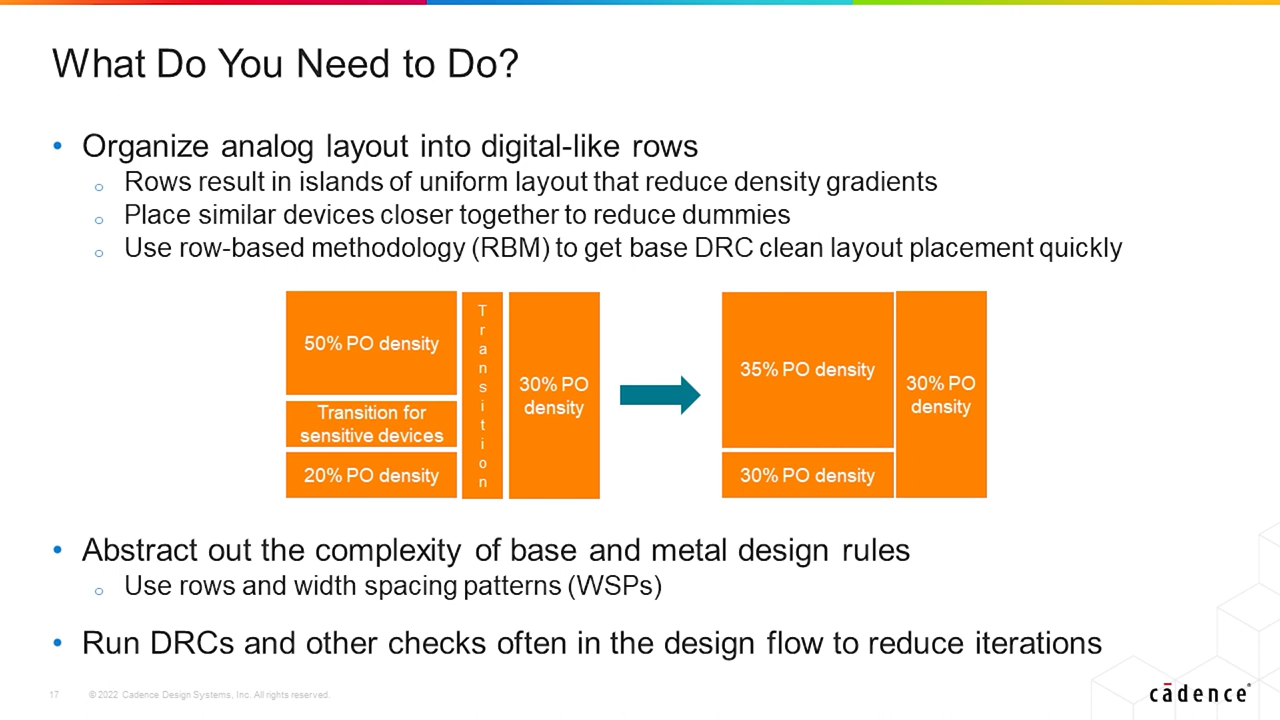 What Do You Need to Do?
• Organize analog layout into digital-like rows
o Rows result in islands of uniform layout that reduce density gradients
o Place similar devices closer together to reduce dummies
o Use row-based methodology (RBM) to get base DRC clean layout placement quickly
50% PO density
Transition for
sensitive devices
20% PO density
Transition
30% PO
density
35% PO density
30% PO density
30% PO
density
• Abstract out the complexity of base and metal design rules
o Use rows and width spacing patterns (WSPs)
• Run DRCs and other checks often in the design flow to reduce iterations
17 © 2022 Cadence Design Systems, Inc. All rights reserved.
cādence®